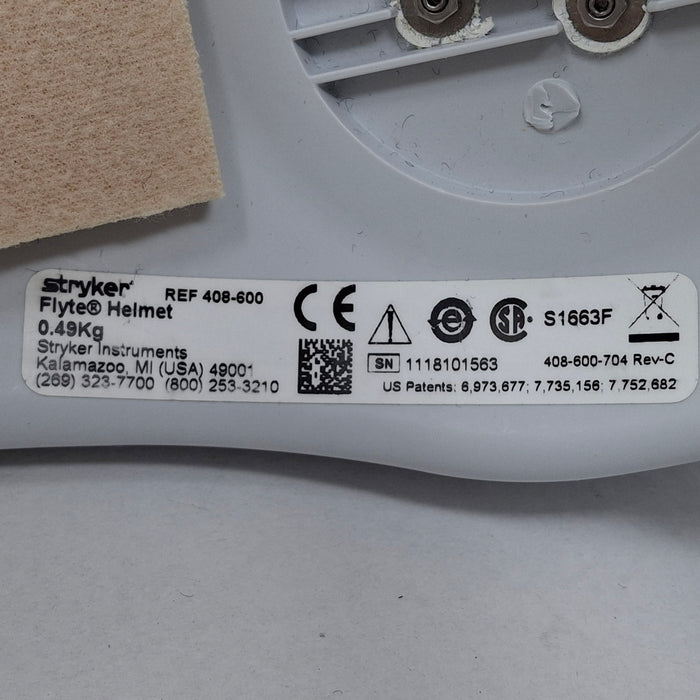 stryker
REF 408-600
Flyte® Helmet
0.49Kg
Stryker Instruments
Kalamazoo, MI (USA) 49001
(269) 323-7700 (800) 253-3210
CE
e
SA
S1663F
SN 1118101563
408-600-704 Rev-C
US Patents: 6,973,677; 7,735,156; 7,752,682